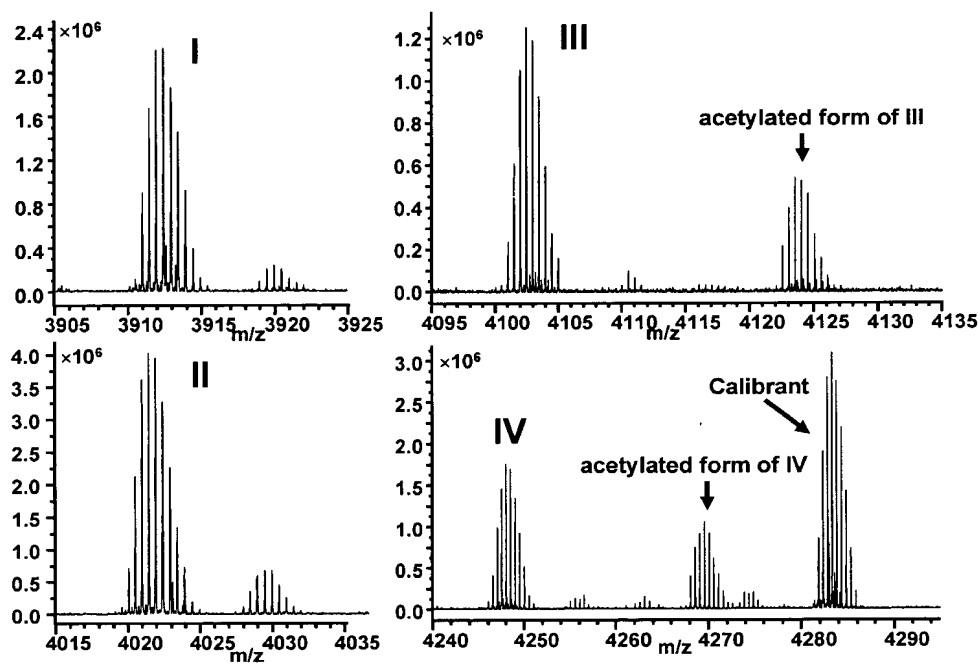 ×10⁶
I
2.4
2.0
1.6
1.2
0.8
0.4
0.0
3905 3910 3915 3920 3925
m/z
×10⁶
III
acetylated form of III
1.2
1.0
0.8
0.6
0.4
0.2
0.0
4095 4100 4105 4110 4115 4120 4125 4130 4135
m/z
×10⁶
II
4.0
3.5
3.0
2.5
2.0
1.5
1.0
0.5
0.0
4015 4020 4025 4030 4035
m/z
×10⁶
Calibrant
IV
acetylated form of IV
3.0
2.5
2.0
1.5
1.0
0.5
0.0
4240 4250 4260 4270 4280 4290
m/z